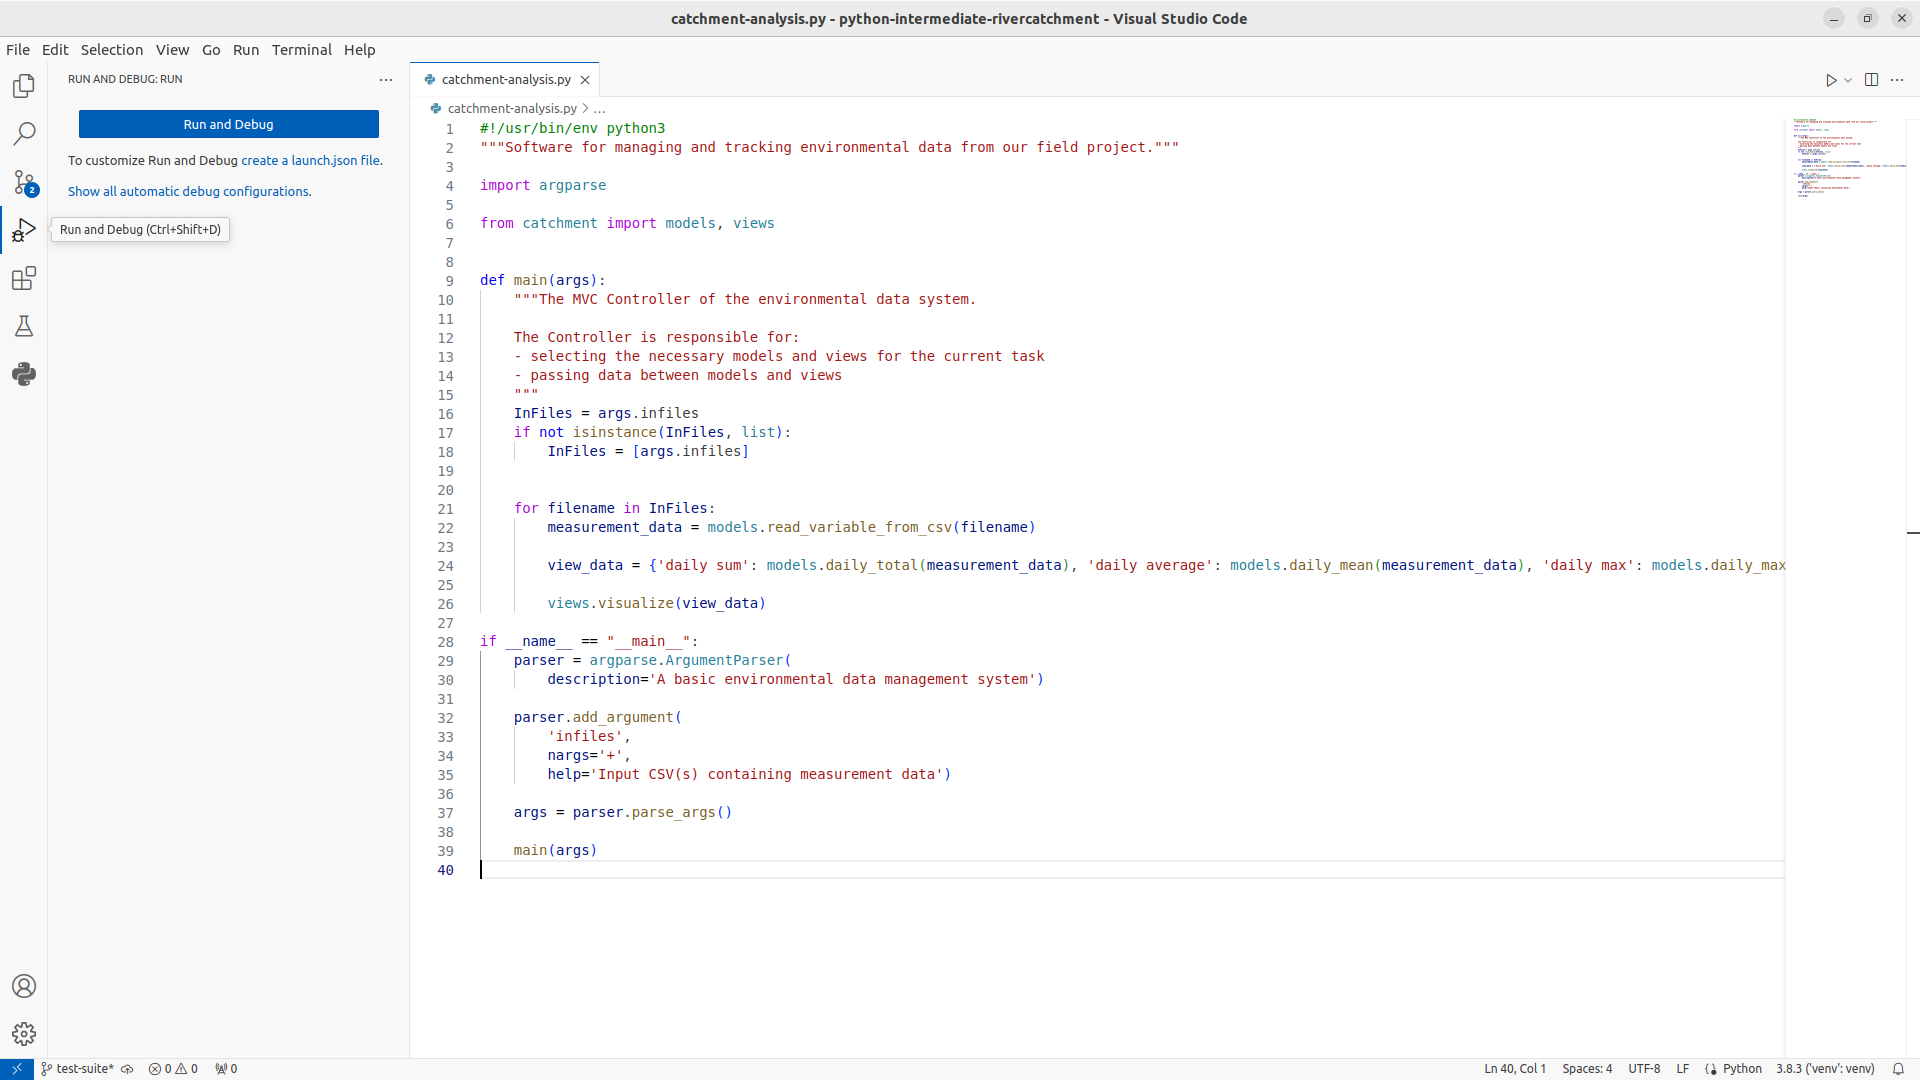 catchment-analysis.py - python-intermediate-rivercatchment - Visual Studio Code
File Edit Selection View Go Run Terminal Help
RUN AND DEBUG: RUN
Run and Debug
To customize Run and Debug create a launch.json file.
Show all automatic debug configurations.
2
Run and Debug (Ctrl+Shift+D)
catchment-analysis.py
catchment-analysis.py > ...
1 #!/usr/bin/env python3
2 """Software for managing and tracking environmental data from our field project."""
3
4 import argparse
5
6 from catchment import models, views
7
8
9 def main(args):
10     """The MVC Controller of the environmental data system.
11
12     The Controller is responsible for:
13     - selecting the necessary models and views for the current task
14     - passing data between models and views
15     """
16     InFiles = args.infiles
17     if not isinstance(InFiles, list):
18         InFiles = [args.infiles]
19
20
21     for filename in InFiles:
22         measurement_data = models.read_variable_from_csv(filename)
23
24         view_data = {'daily sum': models.daily_total(measurement_data), 'daily average': models.daily_mean(measurement_data), 'daily max': models.daily_max
25
26         views.visualize(view_data)
27
28 if __name__ == "__main__":
29     parser = argparse.ArgumentParser(
30         description='A basic environmental data management system')
31
32     parser.add_argument(
33         'infiles',
34         nargs='+',
35         help='Input CSV(s) containing measurement data')
36
37     args = parser.parse_args()
38
39     main(args)
40
test-suite* 0 0 0 Ln 40, Col 1 Spaces: 4 UTF-8 LF Python 3.8.3 ('venv': venv)